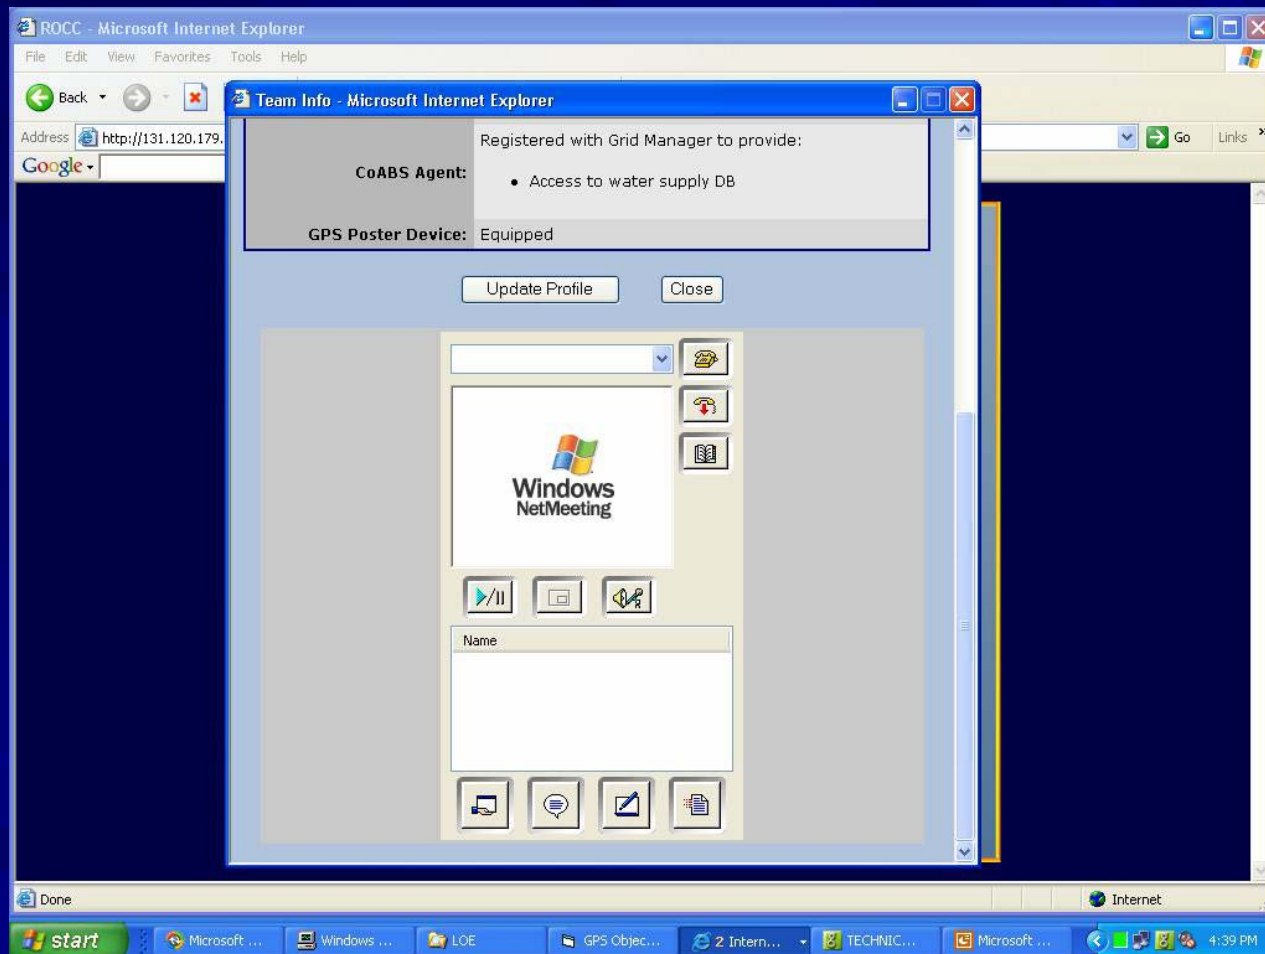 ROCC - Microsoft Internet Explorer
File Edit View Favorites Tools Help
Back
Team Info - Microsoft Internet Explorer
Address http://131.120.179.
Go Links »
Google
Registered with Grid Manager to provide:
CoABS Agent:
• Access to water supply DB
GPS Poster Device: Equipped
Update Profile Close
Windows
NetMeeting
Name
Done
Internet
start Microsoft ... Windows ... LOE GPS Objec... 2 Intern... TECHNIC... Microsoft ... 4:39 PM